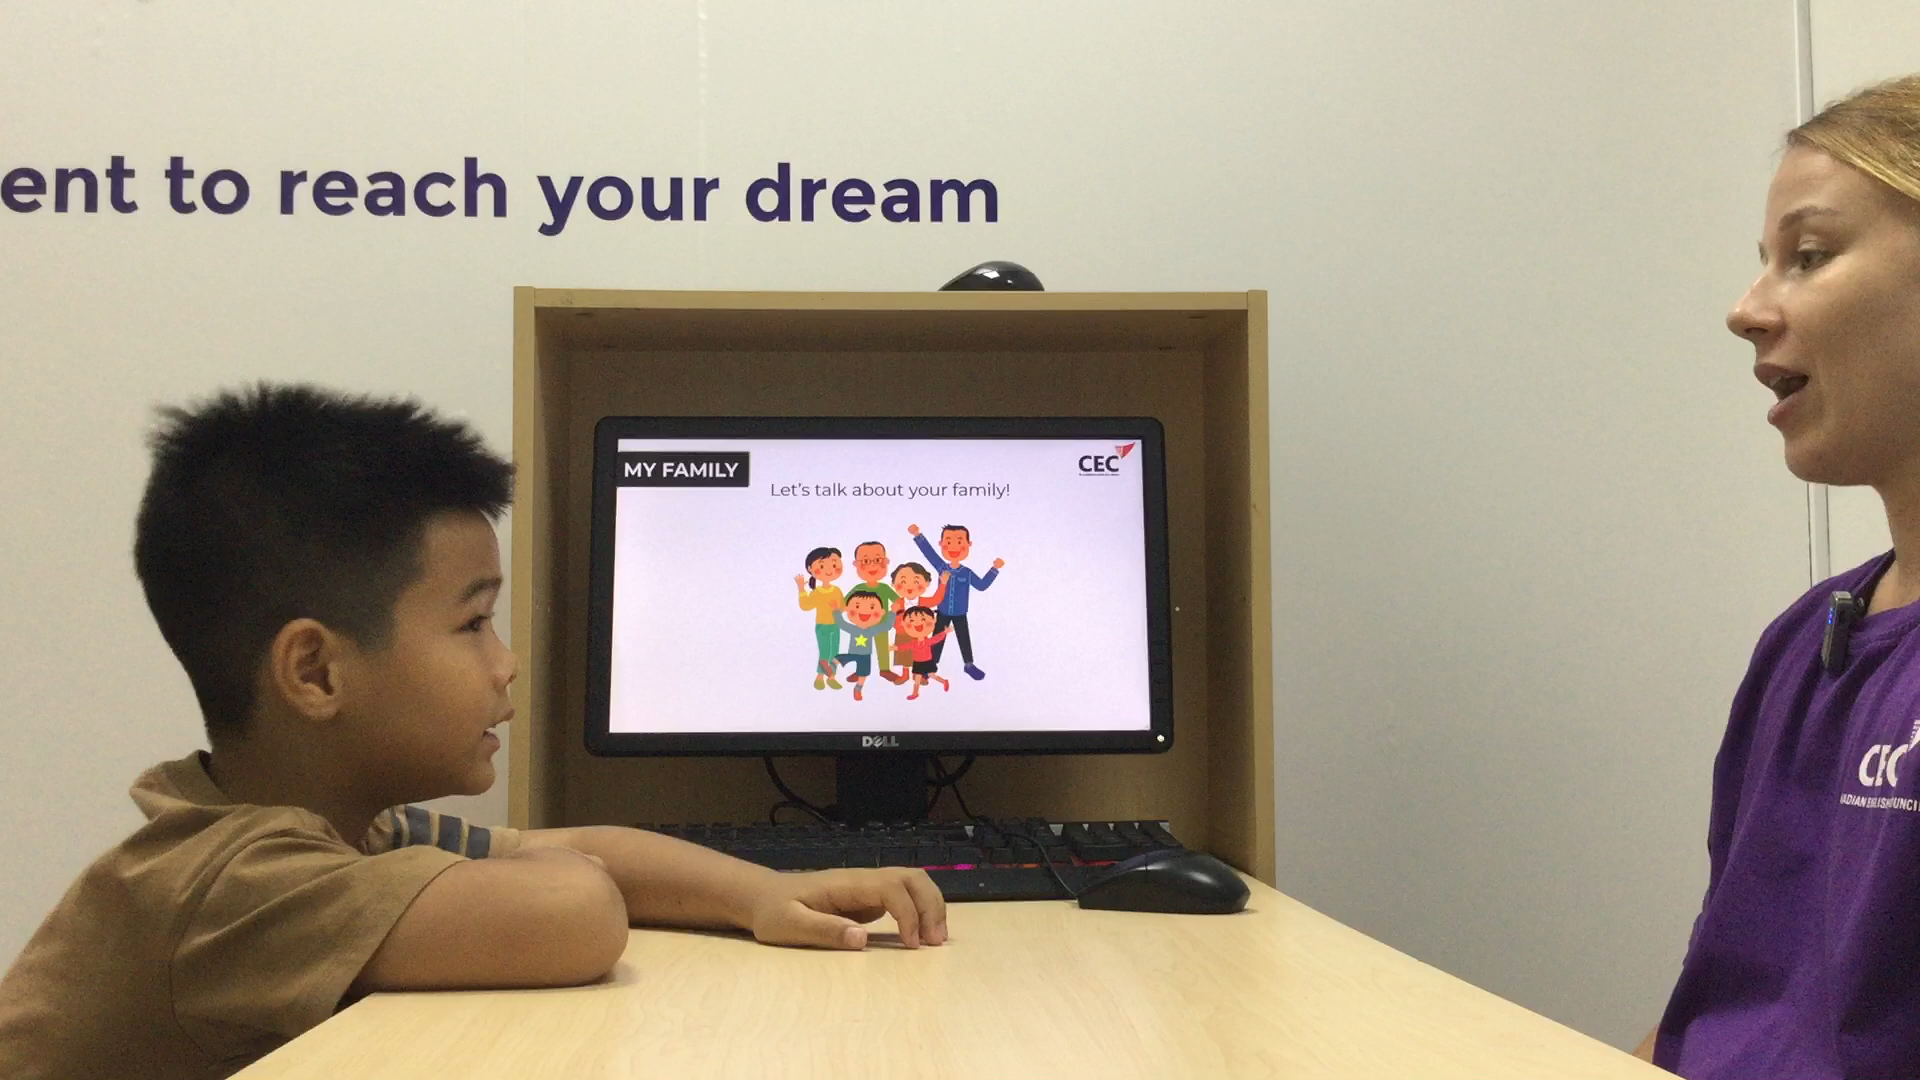 ent to reach your dream
MY FAMILY
CEC
Let's talk about your family!
DELL
CEC